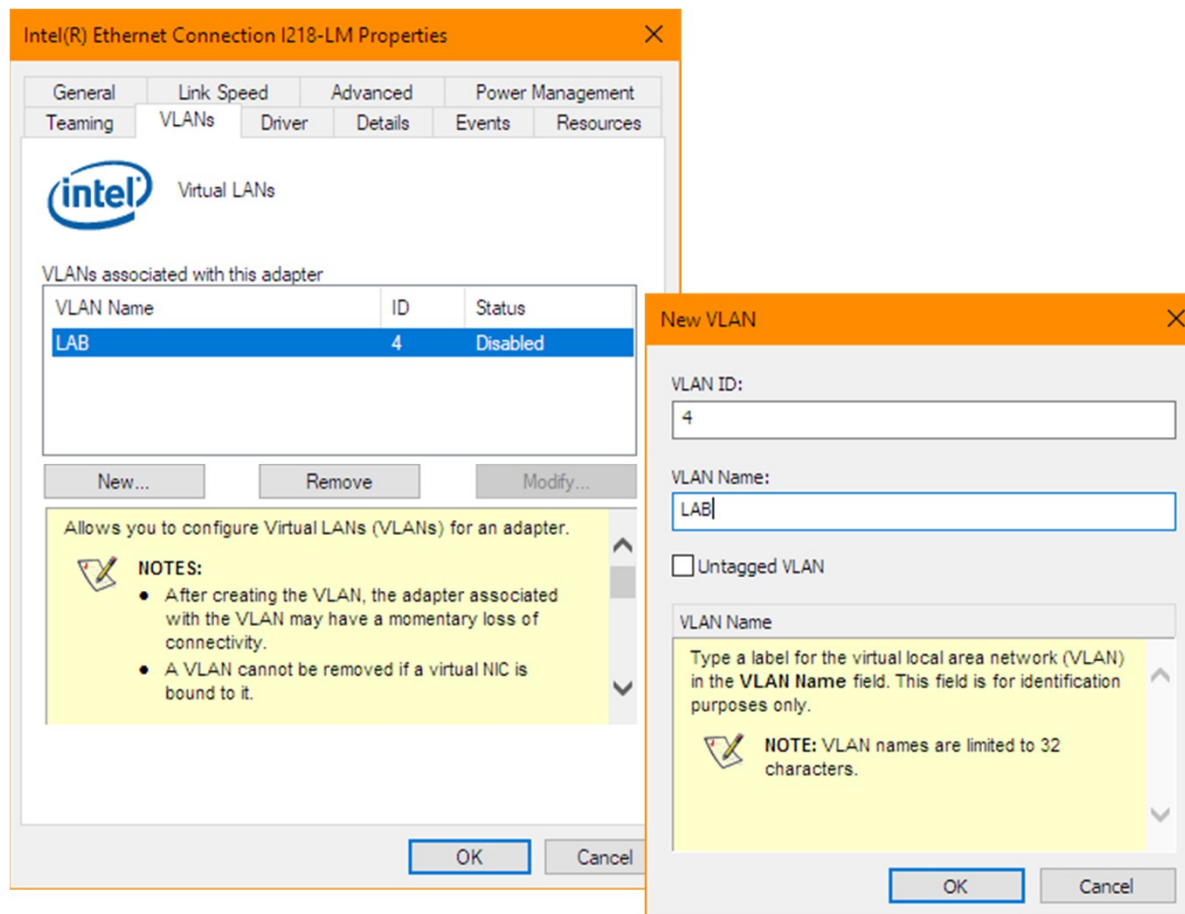 Intel(R) Ethernet Connection I218-LM Properties
General Link Speed Advanced Power Management
Teaming VLANs Driver Details Events Resources
intel Virtual LANs
VLANs associated with this adapter
VLAN Name ID Status
LAB 4 Disabled
New... Remove Modify...
Allows you to configure Virtual LANs (VLANs) for an adapter.
NOTES:
• After creating the VLAN, the adapter associated
with the VLAN may have a momentary loss of
connectivity.
• A VLAN cannot be removed if a virtual NIC is
bound to it.
OK Cancel
New VLAN
VLAN ID:
4
VLAN Name:
LAB
Untagged VLAN
VLAN Name
Type a label for the virtual local area network (VLAN)
in the VLAN Name field. This field is for identification
purposes only.
NOTE: VLAN names are limited to 32
characters.
OK Cancel